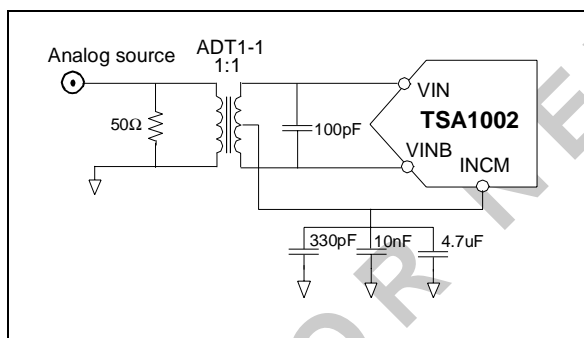 Analog source
ADT1-1
1:1
50Ω
100pF
VIN
TSA1002
VINB
INCM
330pF
10nF
4.7uF